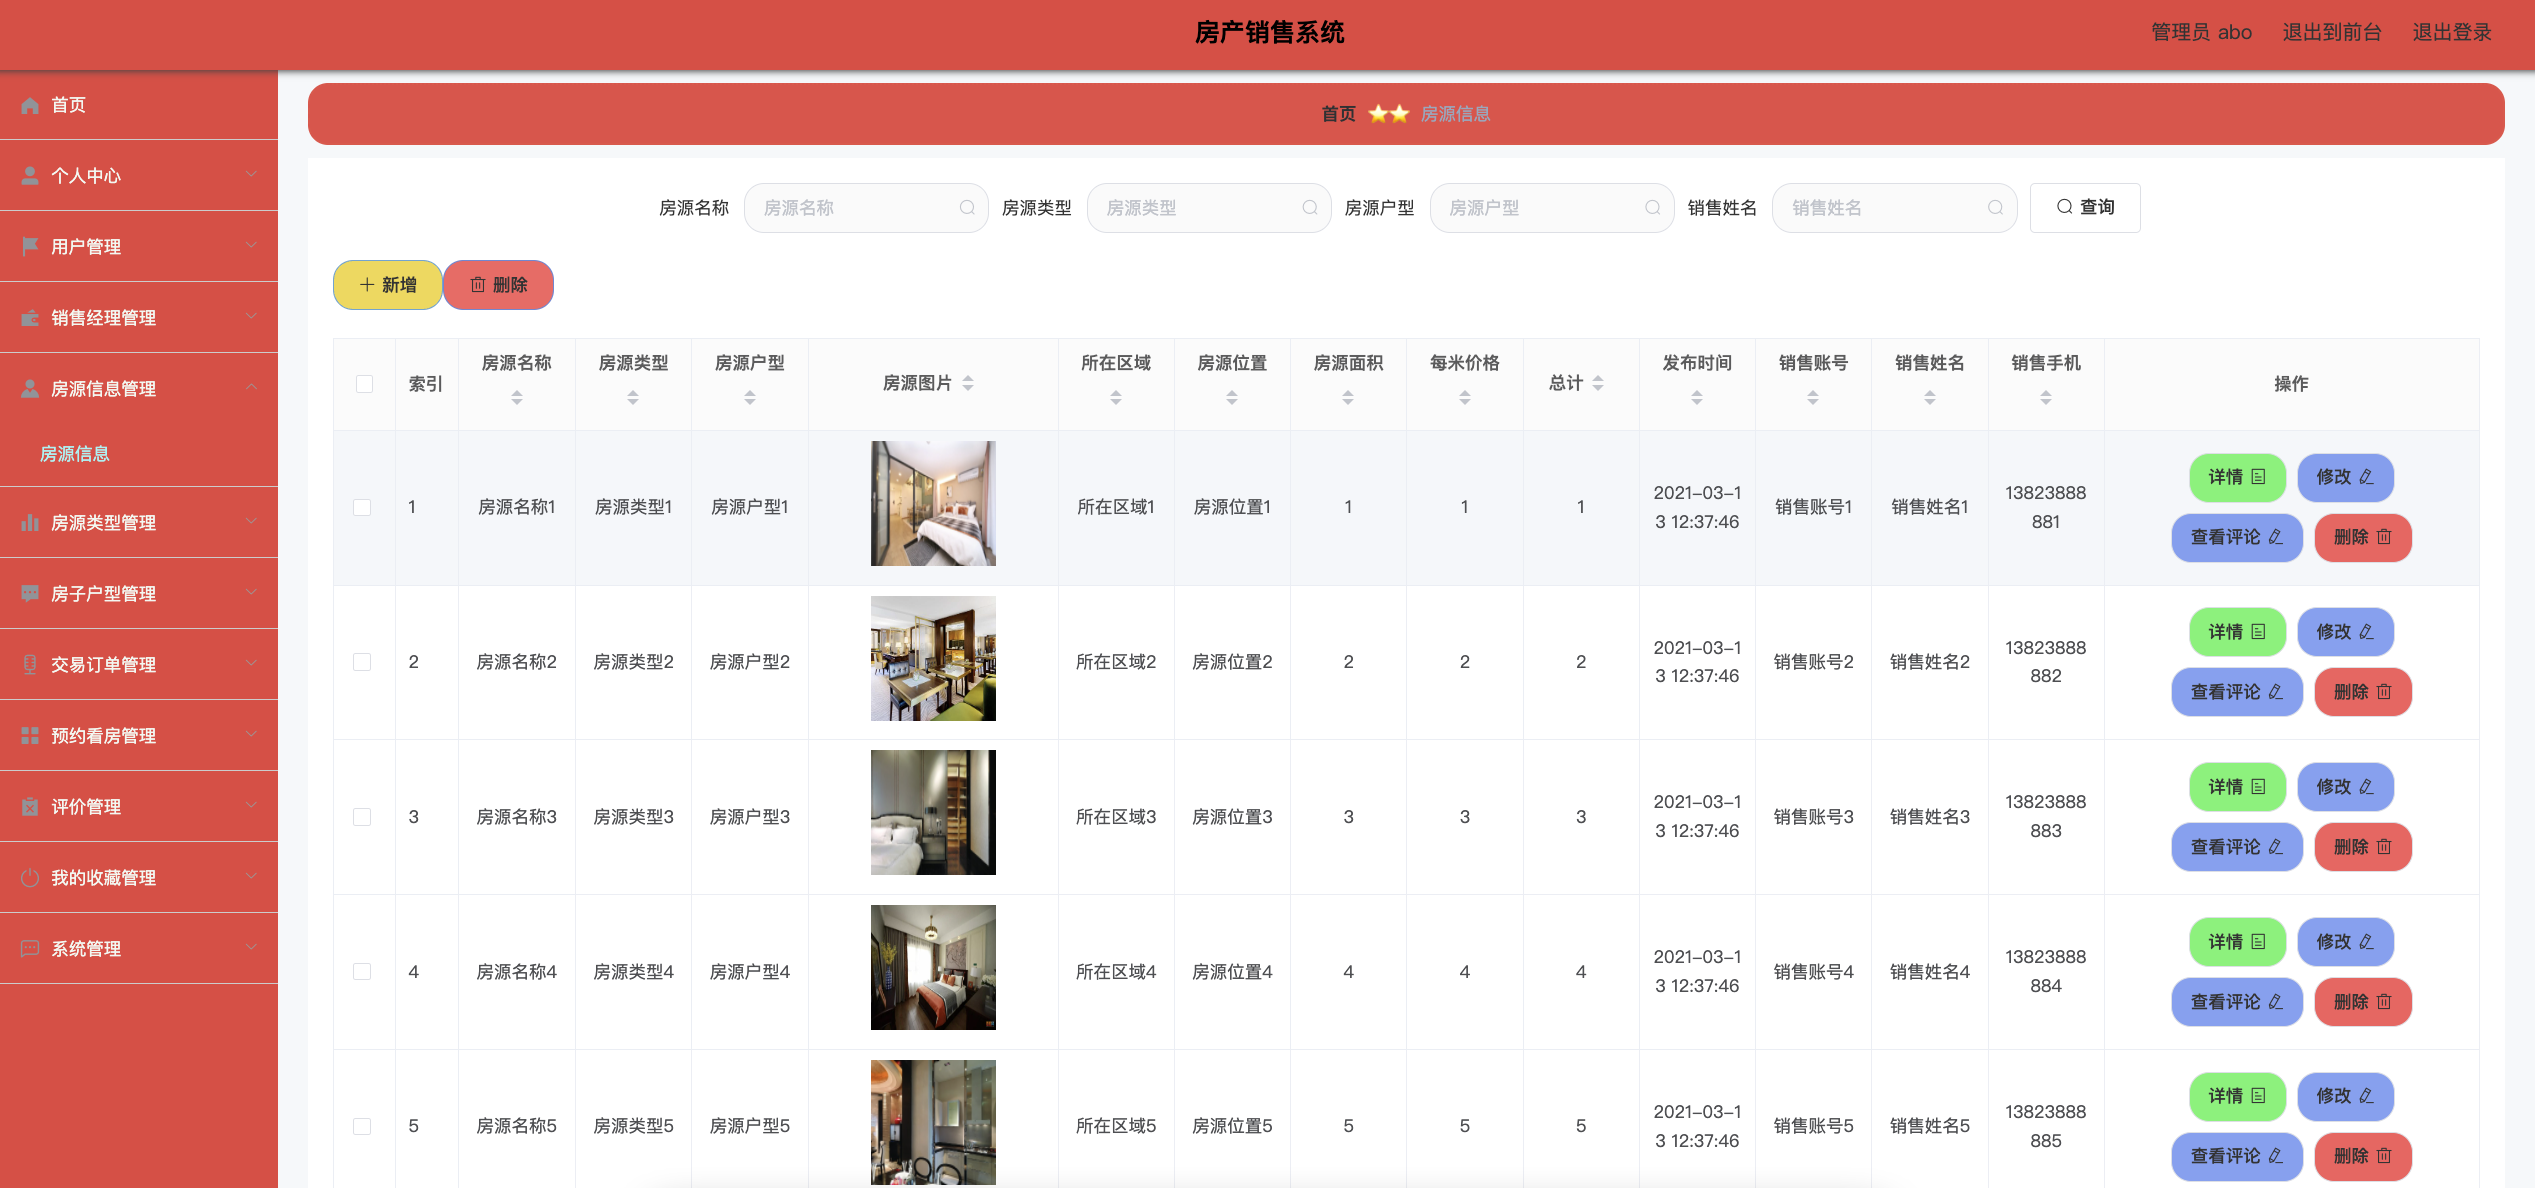 房产销售系统
管理员 abo 退出到前台 退出登录
首页
个人中心
用户管理
销售经理管理
房源信息管理
房源信息
房源类型管理
房子户型管理
交易订单管理
预约看房管理
评价管理
我的收藏管理
系统管理
首页 房源信息
房源名称 房源名称 房源类型 房源类型 房源户型 房源户型 销售姓名 销售姓名 查询
新增 删除
索引 房源名称 房源类型 房源户型 房源图片 所在区域 房源位置 房源面积 每米价格 总计 发布时间 销售账号 销售姓名 销售手机 操作
1 房源名称1 房源类型1 房源户型1 所在区域1 房源位置1 1 1 1 2021-03-1 销售账号1 销售姓名1 13823888 详情 修改
3 12:37:46 881 查看评论 删除
2 房源名称2 房源类型2 房源户型2 所在区域2 房源位置2 2 2 2 2021-03-1 销售账号2 销售姓名2 13823888 详情 修改
3 12:37:46 882 查看评论 删除
3 房源名称3 房源类型3 房源户型3 所在区域3 房源位置3 3 3 3 2021-03-1 销售账号3 销售姓名3 13823888 详情 修改
3 12:37:46 883 查看评论 删除
4 房源名称4 房源类型4 房源户型4 所在区域4 房源位置4 4 4 4 2021-03-1 销售账号4 销售姓名4 13823888 详情 修改
3 12:37:46 884 查看评论 删除
5 房源名称5 房源类型5 房源户型5 所在区域5 房源位置5 5 5 5 2021-03-1 销售账号5 销售姓名5 13823888 详情 修改
3 12:37:46 885 查看评论 删除